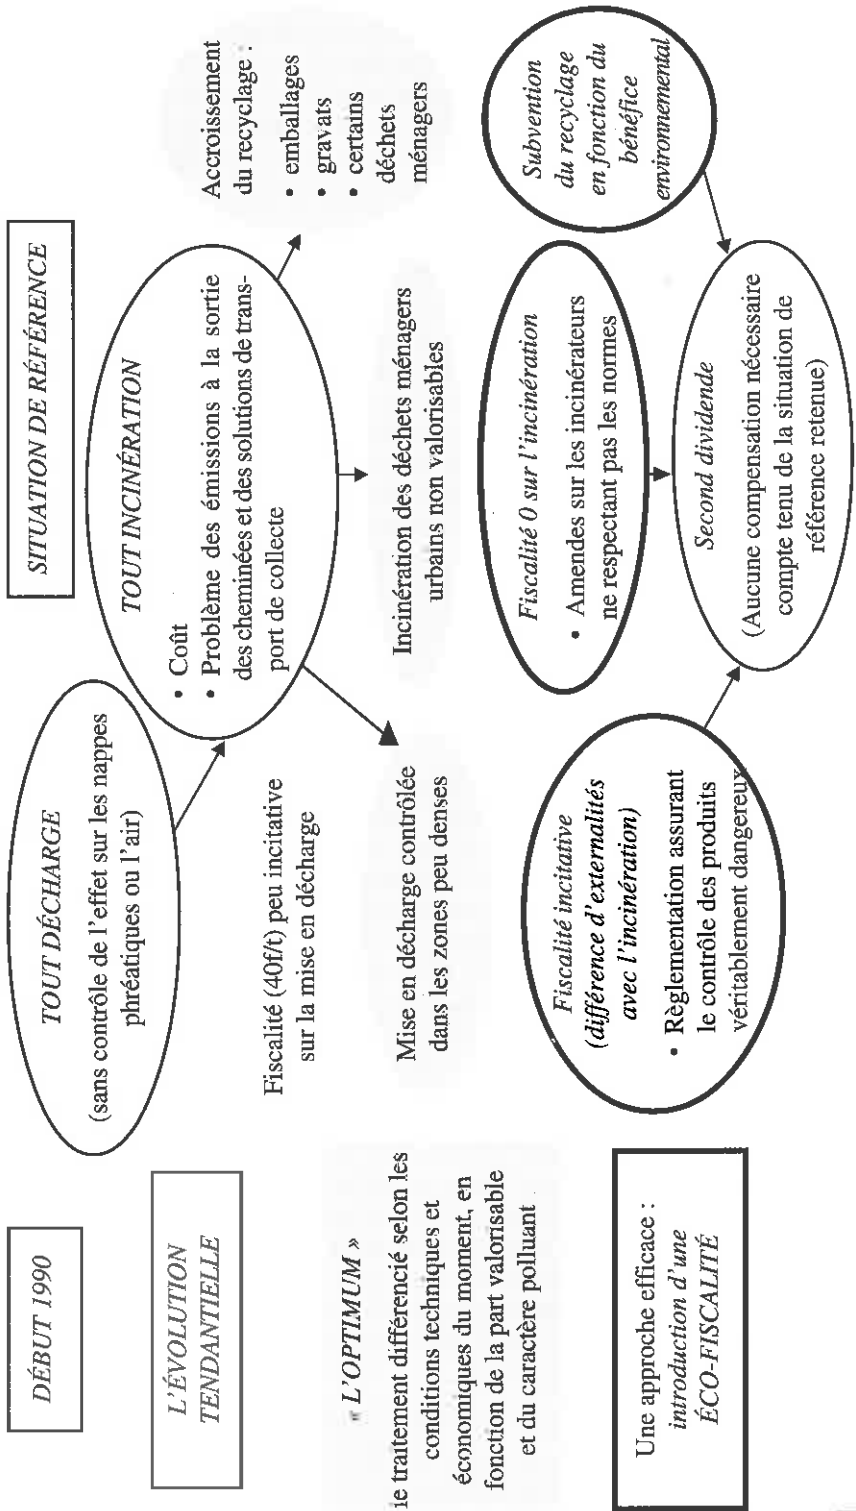 DÉBUT 1990
TOUT DÉCHARGE
(sans contrôle de l'effet sur les nappes
phréatiques ou l'air)
SITUATION DE RÉFÉRENCE
L'ÉVOLUTION
TENDANTIELLE
Fiscalité (40f/t) peu incitative
sur la mise en décharge
TOUT INCINÉRATION
• Coût
• Problème des émissions à la sortie
des cheminées et des solutions de trans-
port de collecte
Accroissement
du recyclage :
• emballages
• gravats
• certains
déchets
ménagers
« L'OPTIMUM »
le traitement différencié selon les
conditions techniques et
économiques du moment, en
fonction de la part valorisable
et du caractère polluant
Mise en décharge contrôlée
dans les zones peu denses
Incinération des déchets ménagers
urbains non valorisables
Une approche efficace :
introduction d'une
ÉCO-FISCALITÉ
Fiscalité incitative
(différence d'externalités
avec l'incinération)
• Règlementation assurant
le contrôle des produits
véritablement dangereux
Fiscalité 0 sur l'incinération
• Amendes sur les incinérateurs
ne respectant pas les normes
Subvention
du recyclage
en fonction du
bénéfice
environnemental
Second dividende
(Aucune compensation nécessaire
compte tenu de la situation de
référence retenue)